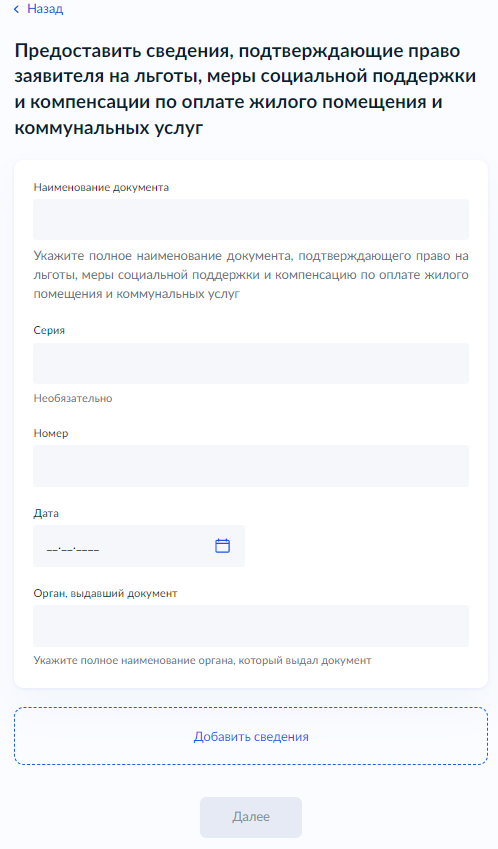 Назад
Предоставить сведения, подтверждающие право
заявителя на льготы, меры социальной поддержки
и компенсации по оплате жилого помещения и
коммунальных услуг
Наименование документа
Укажите полное наименование документа, подтверждающего право на
льготы, меры социальной поддержки и компенсацию по оплате жилого
помещения и коммунальных услуг
Серия
Необязательно
Номер
Дата
__.__.____
Орган, выдавший документ
Укажите полное наименование органа, который выдал документ
Добавить сведения
Далее